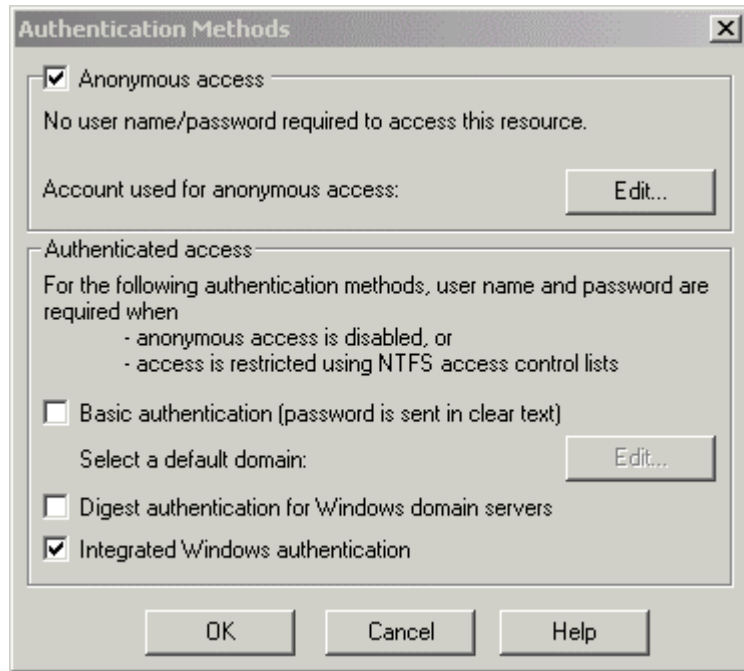 Authentication Methods
Anonymous access
No user name/password required to access this resource.
Account used for anonymous access:
Edit...
Authenticated access
For the following authentication methods, user name and password are
required when
- anonymous access is disabled, or
- access is restricted using NTFS access control lists
Basic authentication (password is sent in clear text)
Select a default domain:
Edit...
Digest authentication for Windows domain servers
Integrated Windows authentication
OK
Cancel
Help